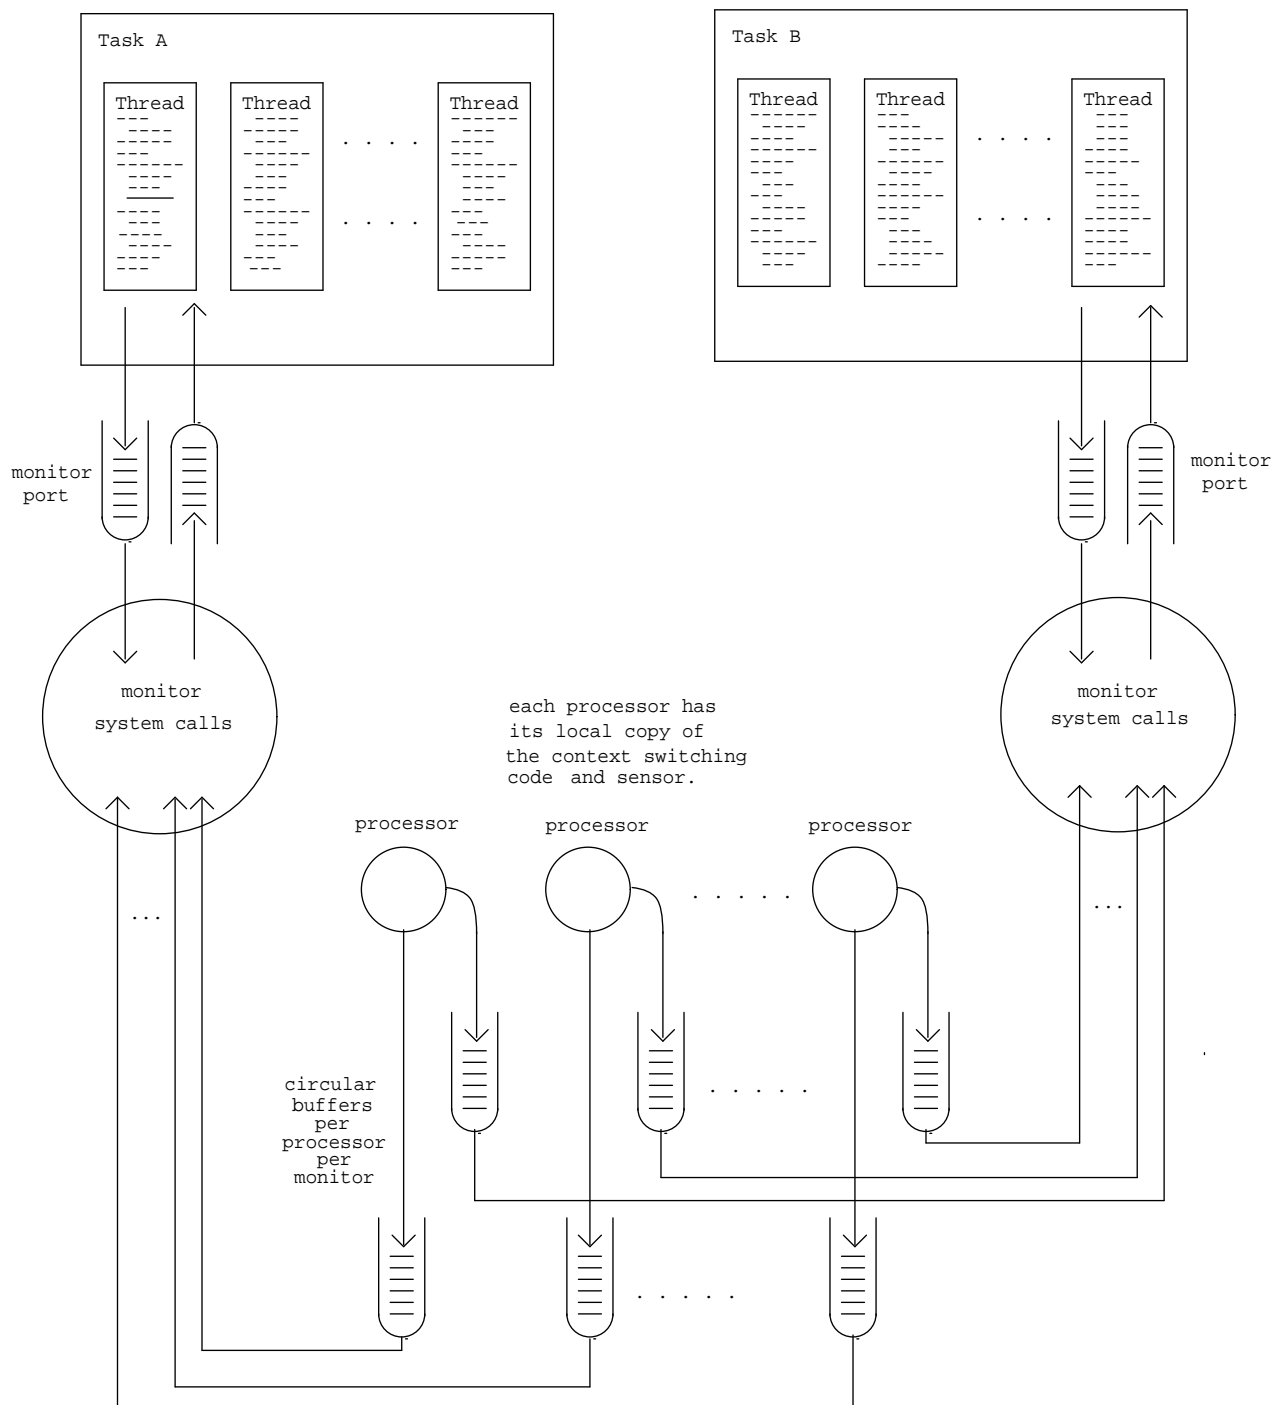 Task A
Thread
Thread
Thread
. . . .
. . . .
Task B
Thread
Thread
Thread
. . . .
. . . .
monitor
port
monitor
port
monitor
system calls
monitor
system calls
each processor has
its local copy of
the context switching
code and sensor.
processor
processor
processor
...
. . . . .
...
circular
buffers
per
processor
per
monitor
. . . . .
. . . . .